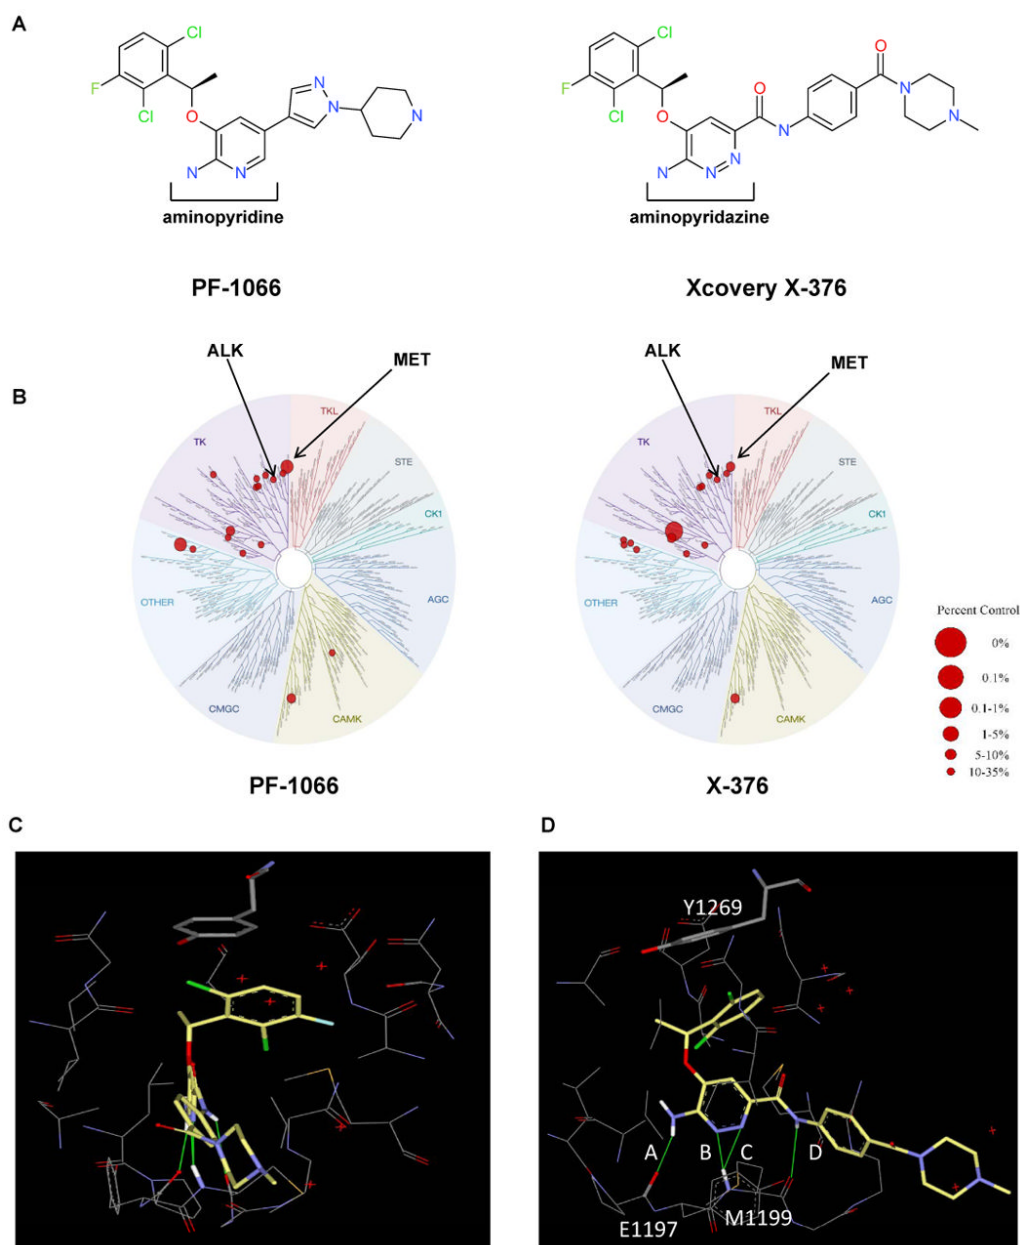 A
Cl
F
Cl
O
N
N
N
N
N
aminopyridine
PF-1066
Cl
F
Cl
O
O
N
O
N
N
N
N
N
aminopyridazine
Xcovery X-376
B
ALK
MET
TK
TKL
STE
CK1
AGC
CAMK
CMGC
OTHER
PF-1066
ALK
MET
TK
TKL
STE
CK1
AGC
CAMK
CMGC
OTHER
X-376
Percent Control
0%
0.1%
0.1-1%
1-5%
5-10%
10-35%
C
D
Y1269
A
B
C
D
E1197
M1199